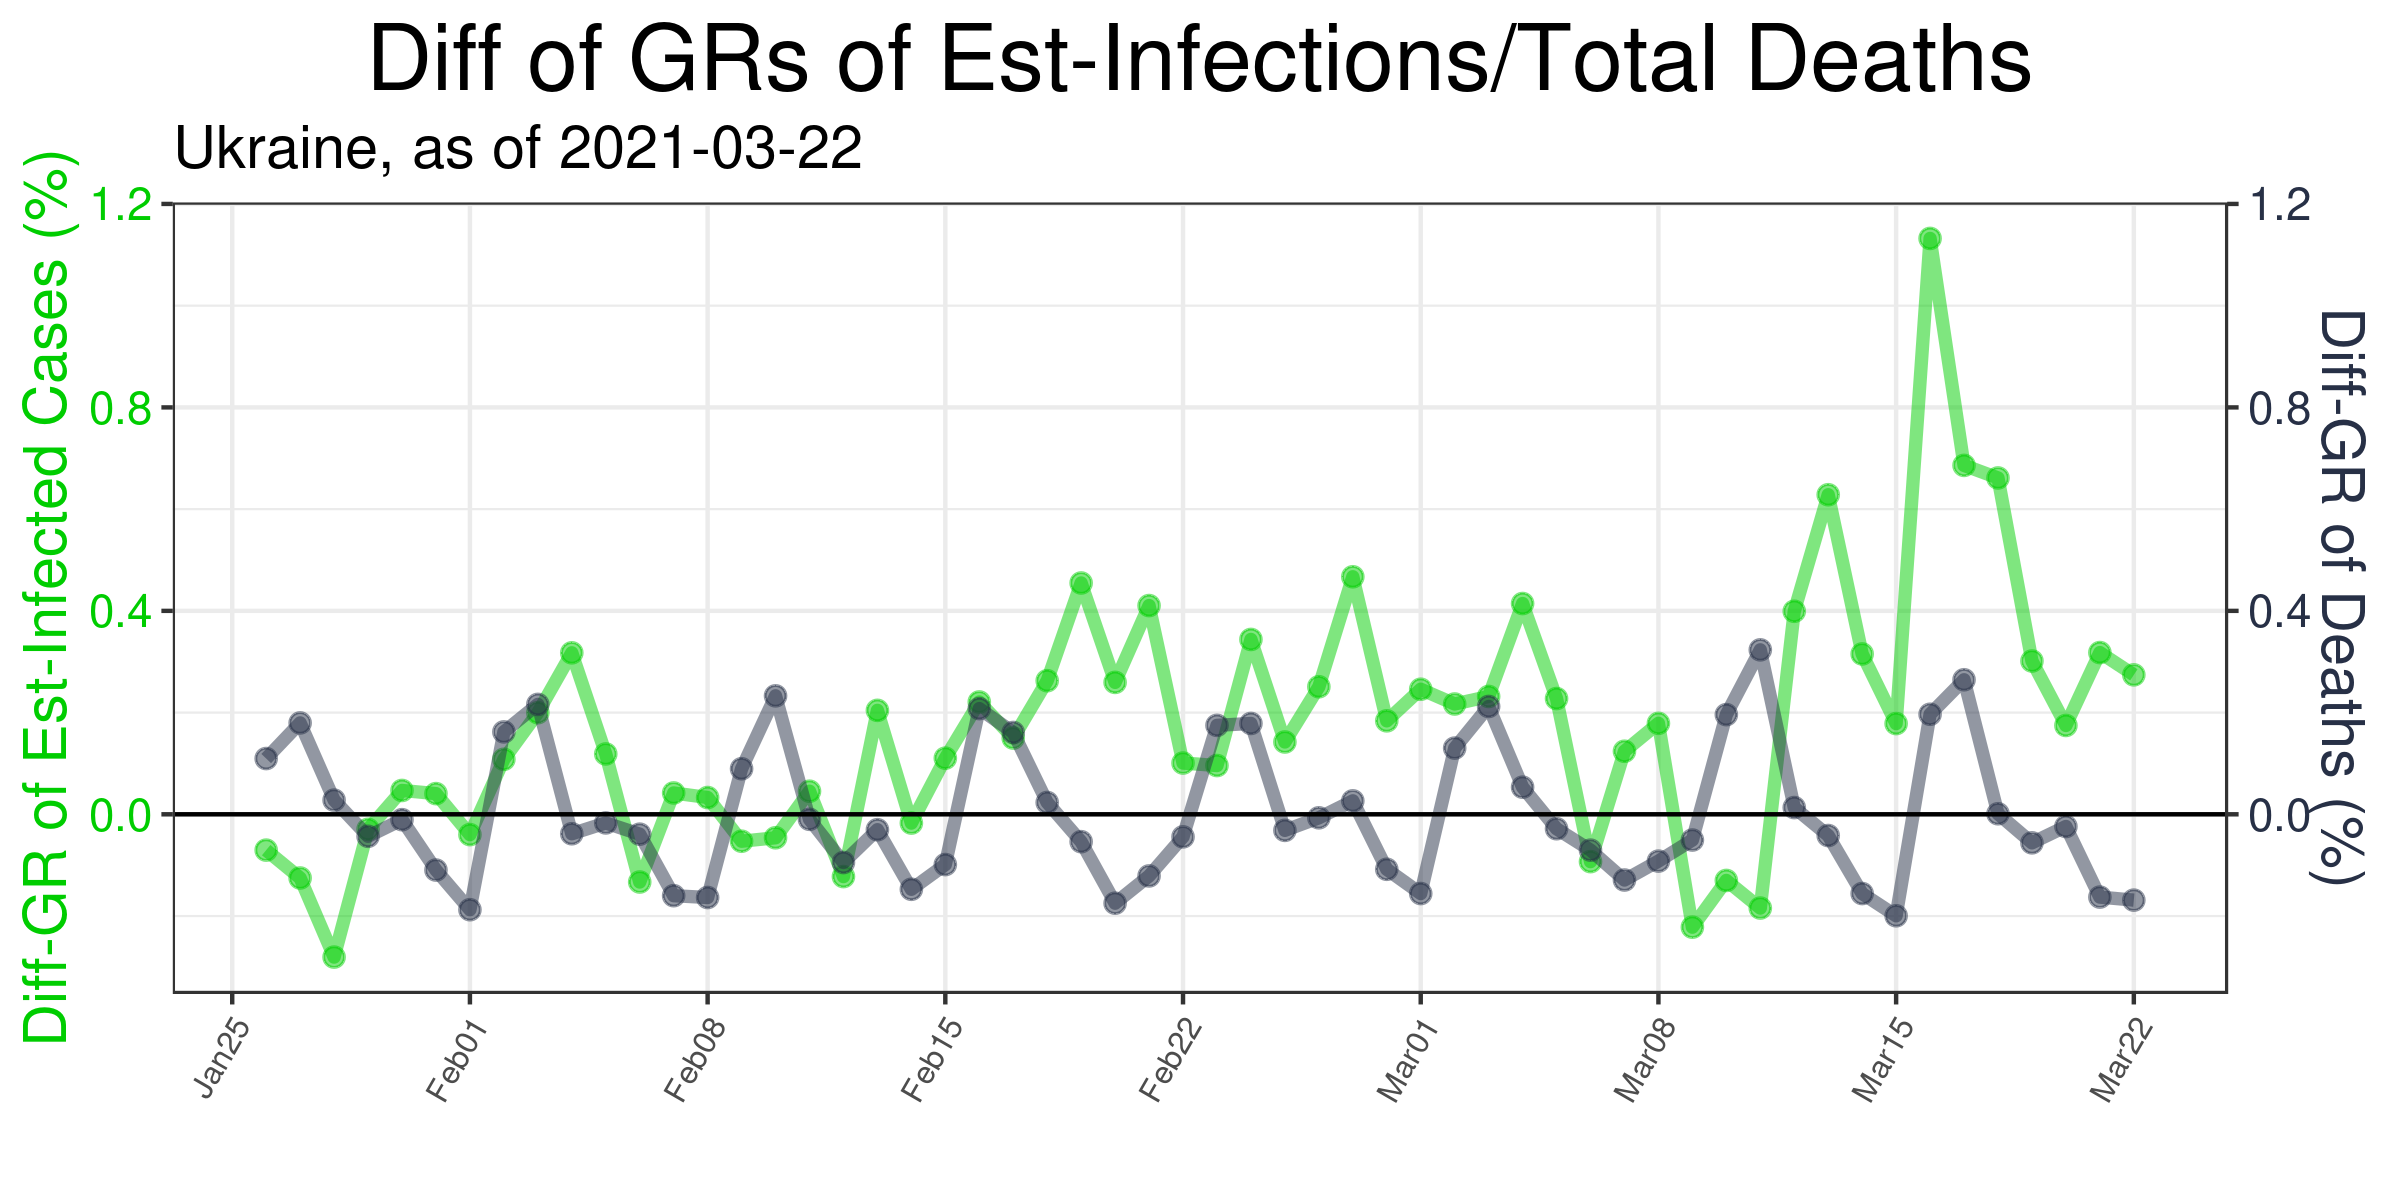 Diff of GRs of Est-Infections/Total Deaths
Ukraine, as of 2021-03-22
Diff-GR of Est-Infected Cases (%)
1.2
0.8
0.4
0.0
1.2
0.8
0.4
0.0
Diff-GR of Deaths (%)
Jan25
Feb01
Feb08
Feb15
Feb22
Mar01
Mar08
Mar15
Mar22